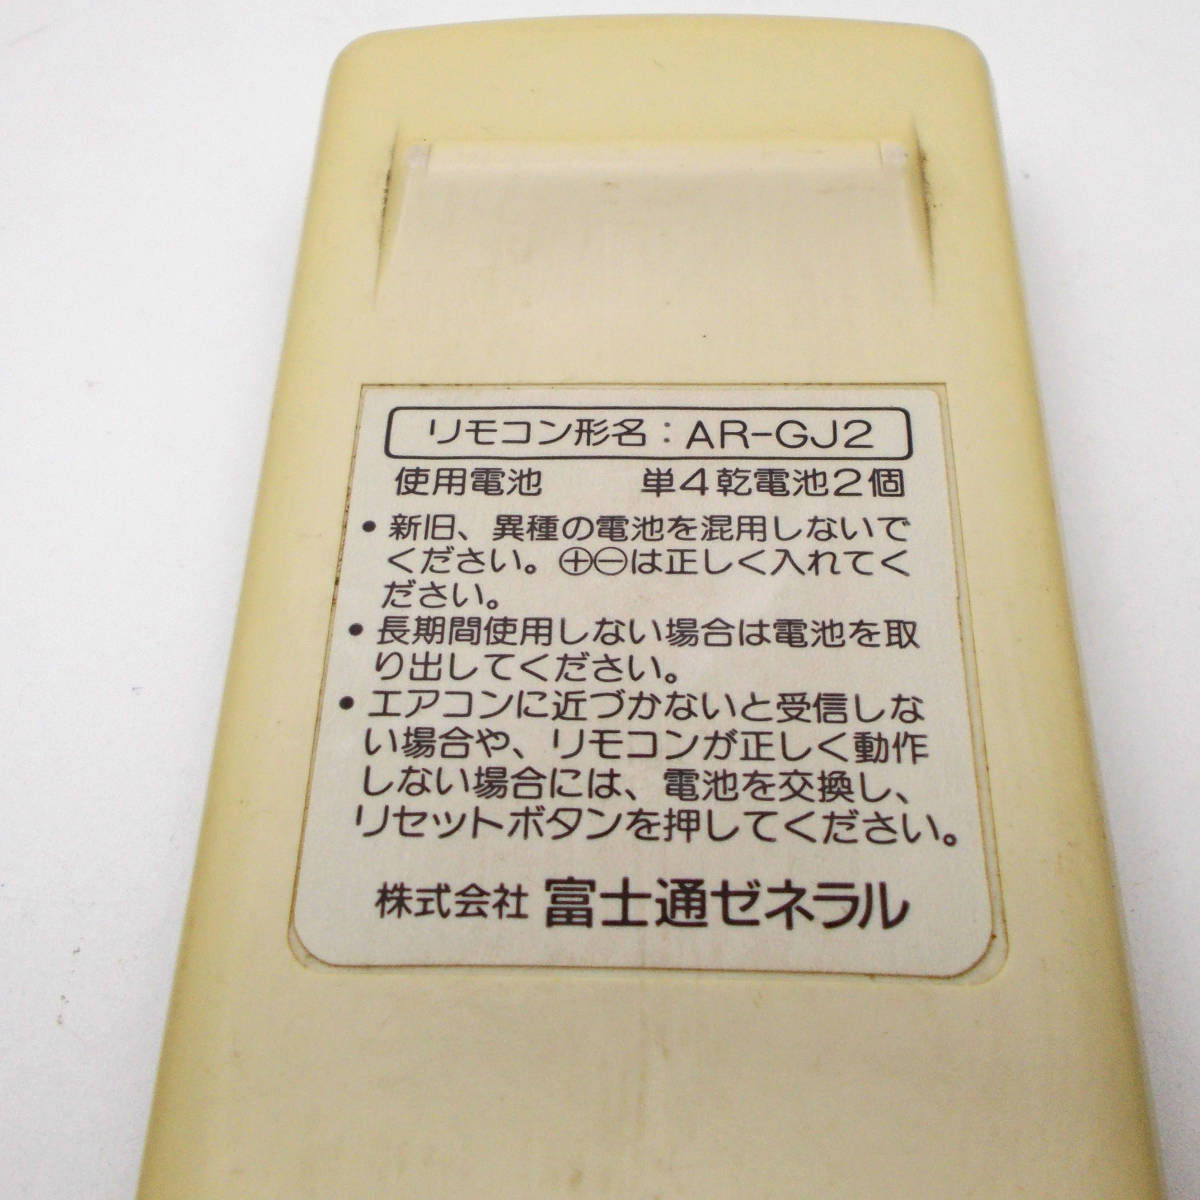 リモコン形名：AR-GJ2
使用電池　単4乾電池2個
• 新旧、異種の電池を混用しないで
ください。⊕⊖は正しく入れてく
ださい。
• 長期間使用しない場合は電池を取
り出してください。
• エアコンに近づかないと受信しな
い場合や、リモコンが正しく動作
しない場合には、電池を交換し、
リセットボタンを押してください。
株式会社 富士通ゼネラル